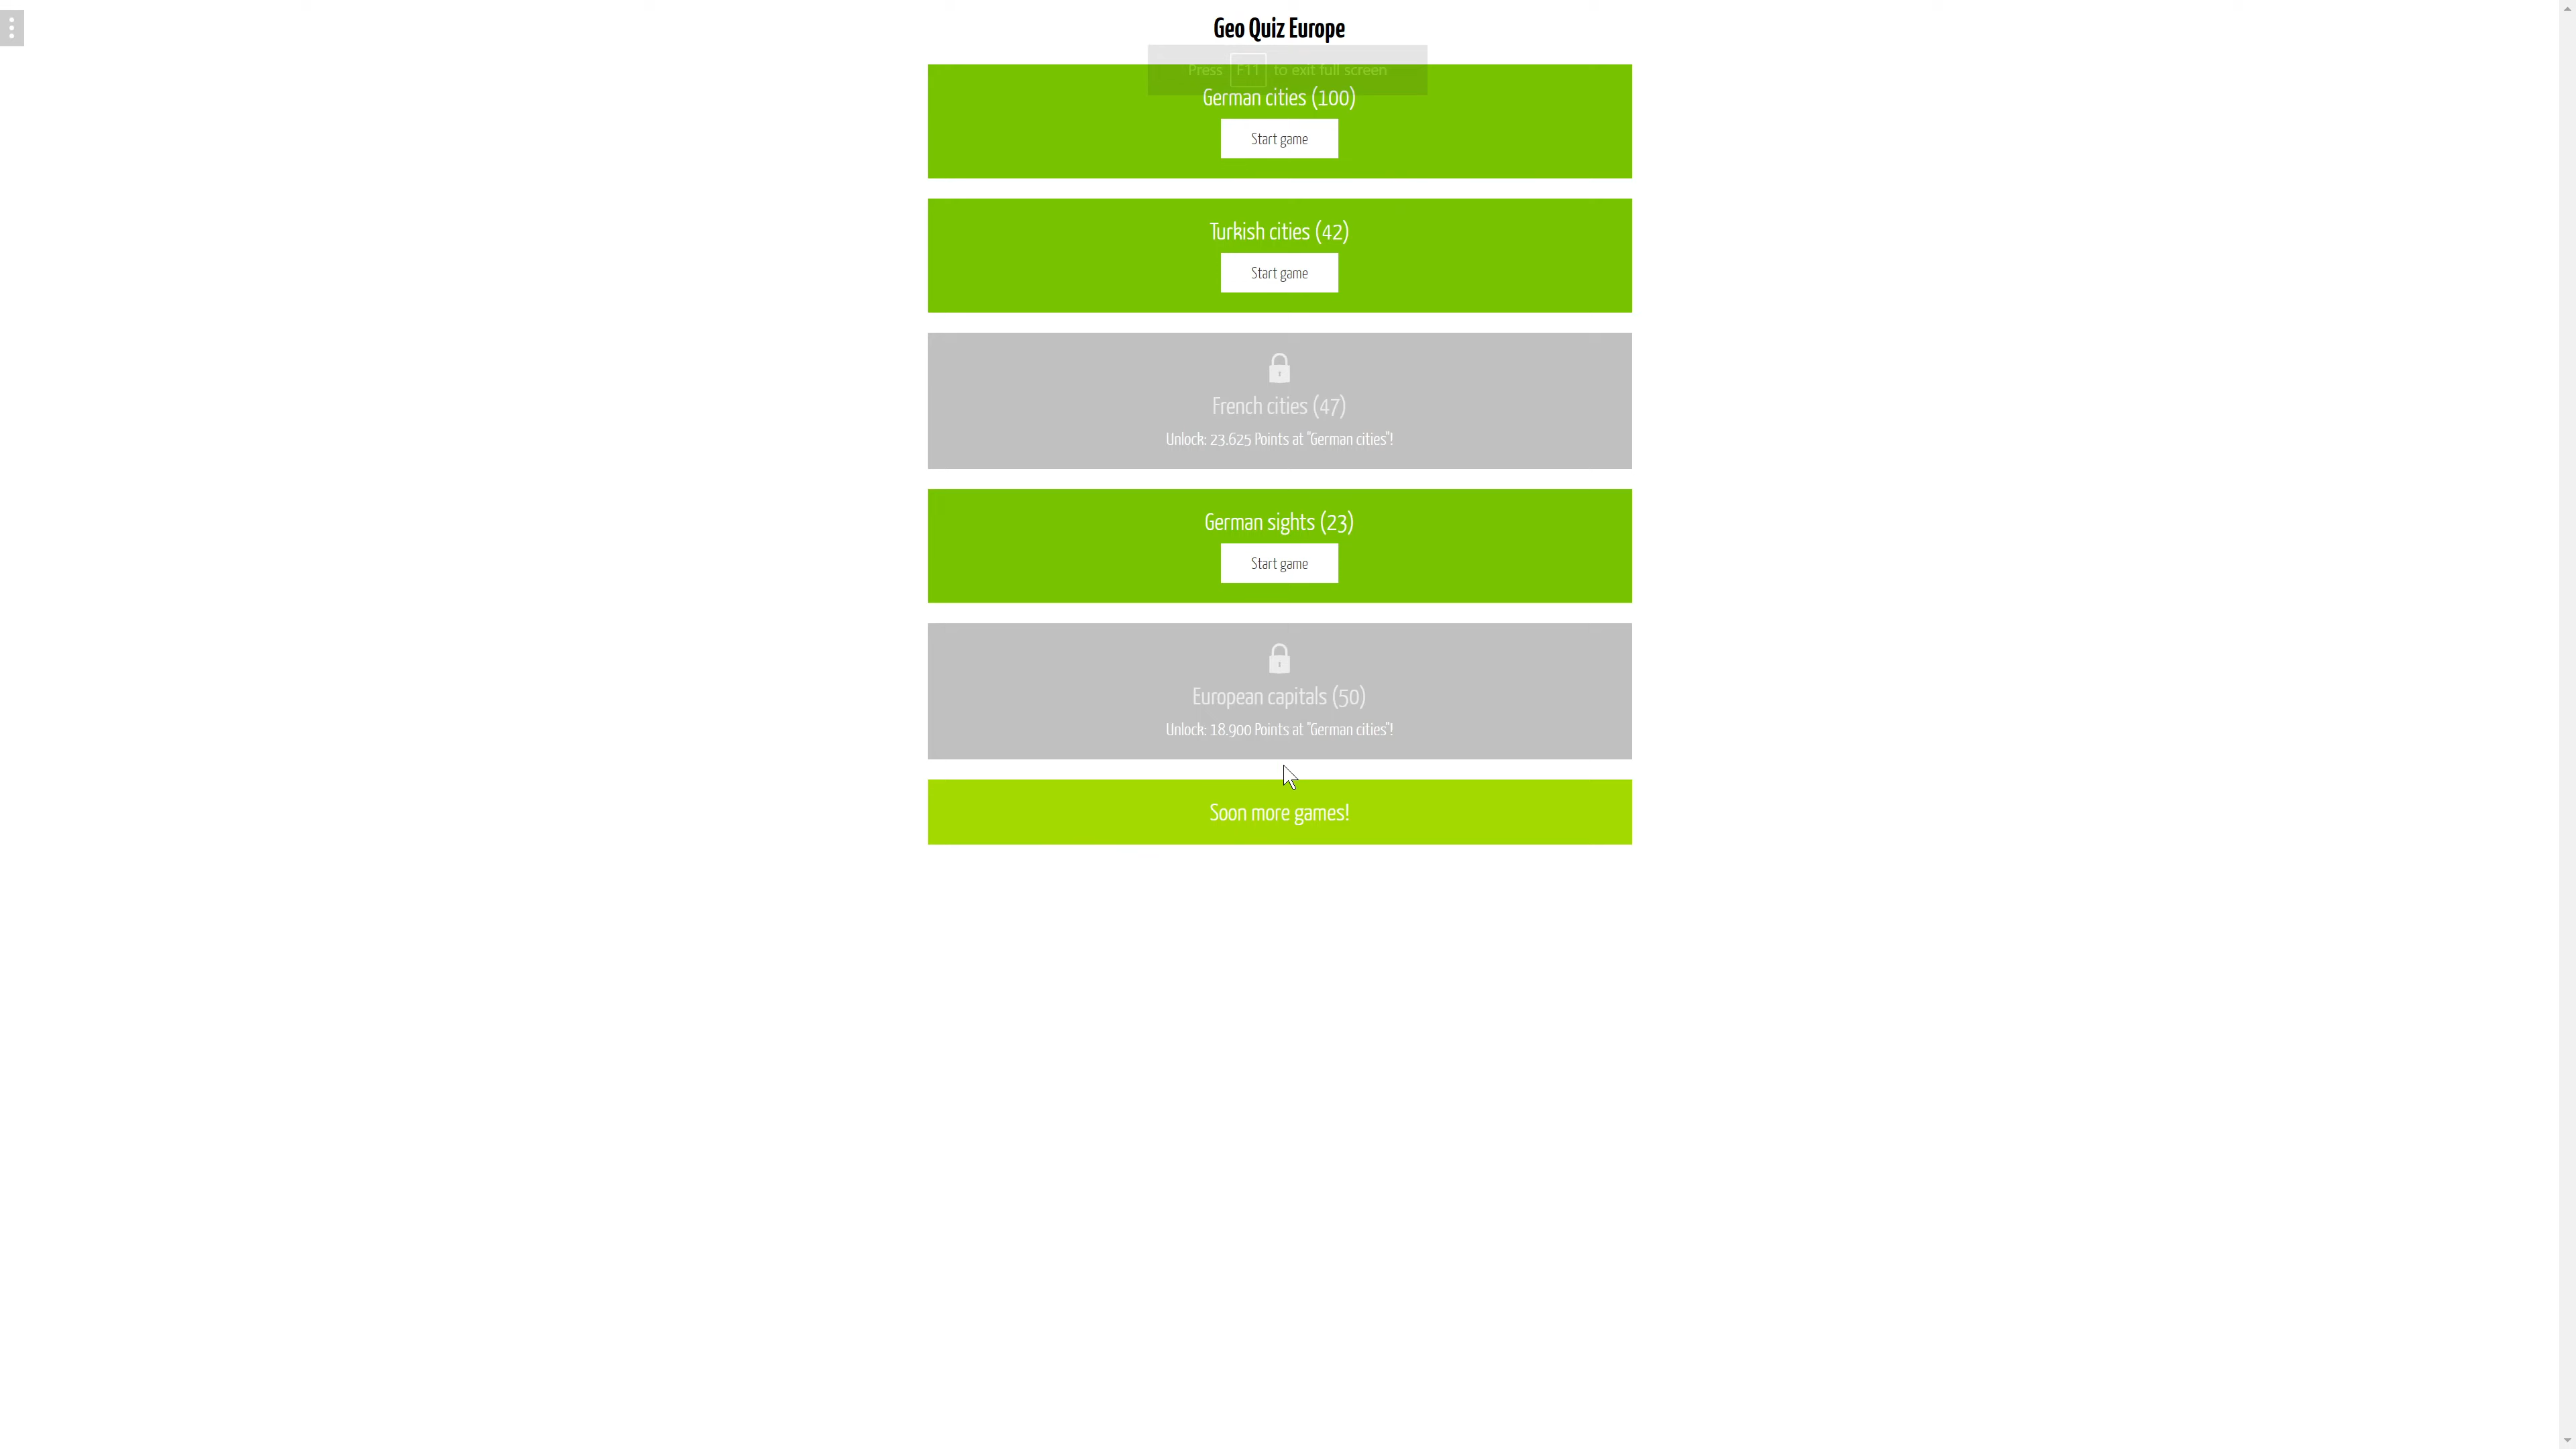 Geo Quiz Europe
Press F11 to exit full screen
German cities (100)
Start game
Turkish cities (42)
Start game
French cities (47)
Unlock: 23.625 Points at "German cities"!
German sights (23)
Start game
European capitals (50)
Unlock: 18.900 Points at "German cities"!
Soon more games!